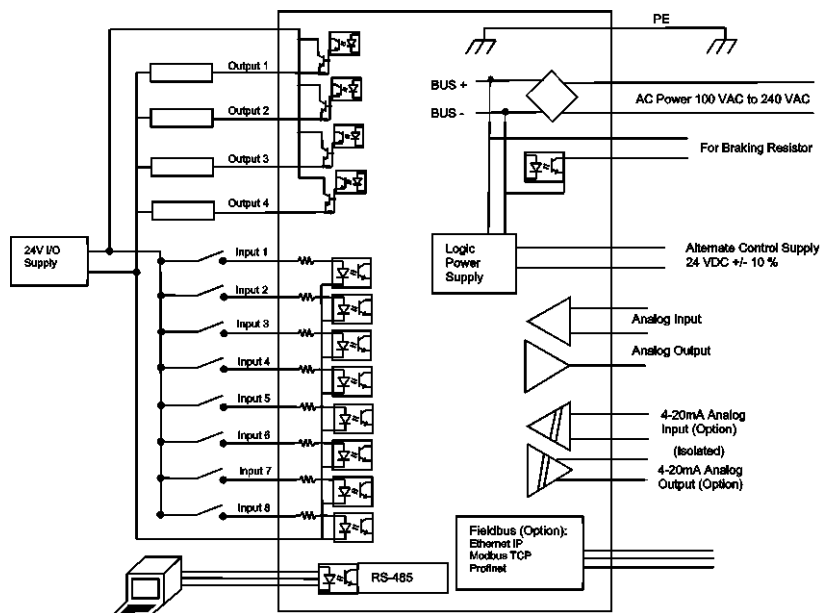 PE
Output 1
BUS +
AC Power 100 VAC to 240 VAC
BUS -
Output 2
For Braking Resistor
Output 3
Output 4
24V I/O
Supply
Logic
Power
Supply
Alternate Control Supply
24 VDC +/- 10 %
Input 1
Input 2
Input 3
Input 4
Input 5
Input 6
Input 7
Input 8
Analog Input
Analog Output
4-20mA Analog
Input (Option)
(Isolated)
4-20mA Analog
Output (Option)
Fieldbus (Option):
Ethernet IP
Modbus TCP
Profinet
RS-485